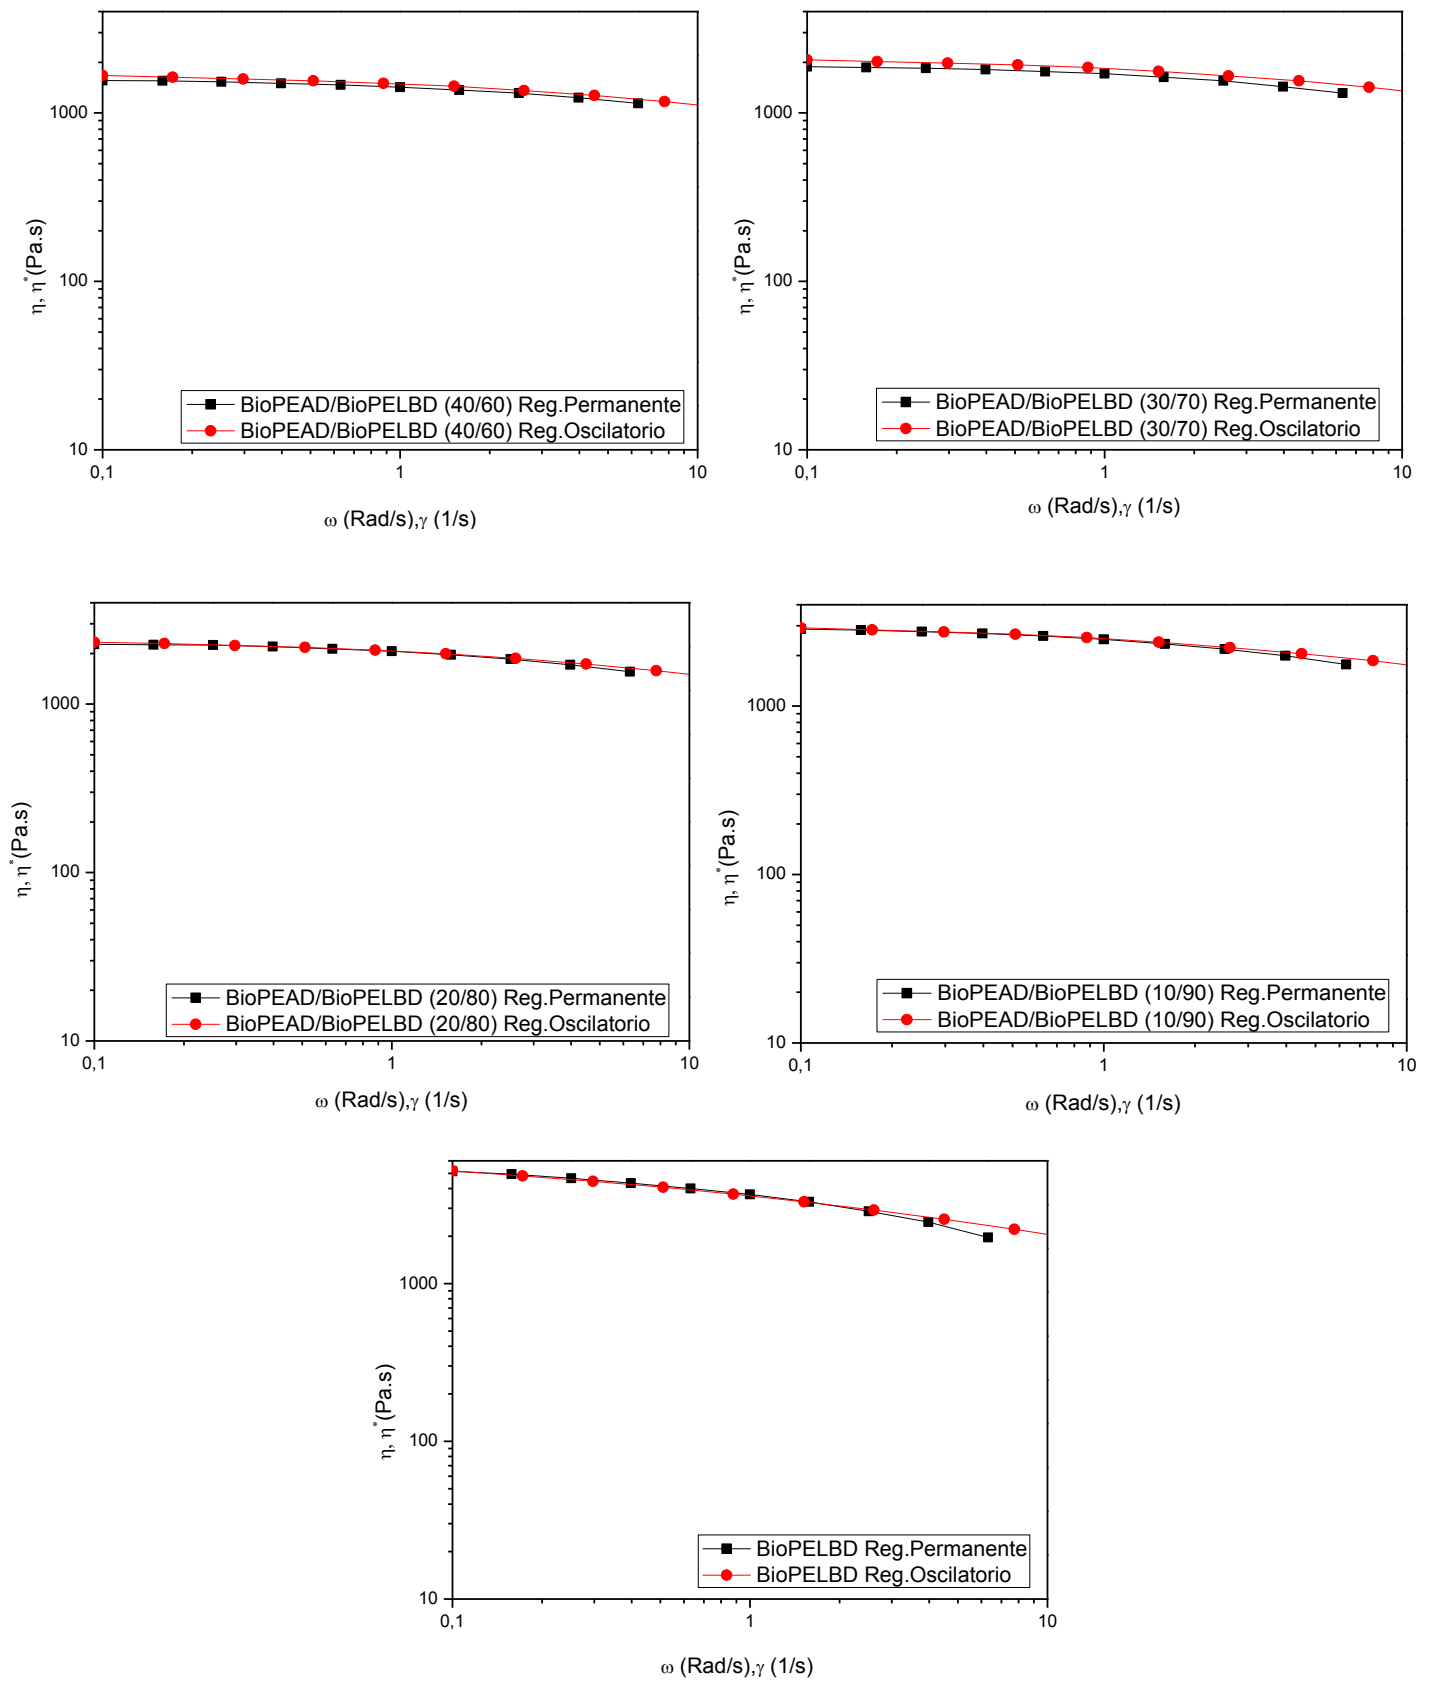 1000
100
10
0,1
1
10
η, η*(Pa.s)
BioPEAD/BioPELBD (40/60) Reg.Permanente
BioPEAD/BioPELBD (40/60) Reg.Oscilatorio
ω (Rad/s),γ (1/s)
1000
100
10
0,1
1
10
η, η*(Pa.s)
BioPEAD/BioPELBD (30/70) Reg.Permanente
BioPEAD/BioPELBD (30/70) Reg.Oscilatorio
ω (Rad/s),γ (1/s)
1000
100
10
0,1
1
10
η, η*(Pa.s)
BioPEAD/BioPELBD (20/80) Reg.Permanente
BioPEAD/BioPELBD (20/80) Reg.Oscilatorio
ω (Rad/s),γ (1/s)
1000
100
10
0,1
1
10
η, η*(Pa.s)
BioPEAD/BioPELBD (10/90) Reg.Permanente
BioPEAD/BioPELBD (10/90) Reg.Oscilatorio
ω (Rad/s),γ (1/s)
1000
100
10
0,1
1
10
η, η*(Pa.s)
BioPELBD Reg.Permanente
BioPELBD Reg.Oscilatorio
ω (Rad/s),γ (1/s)